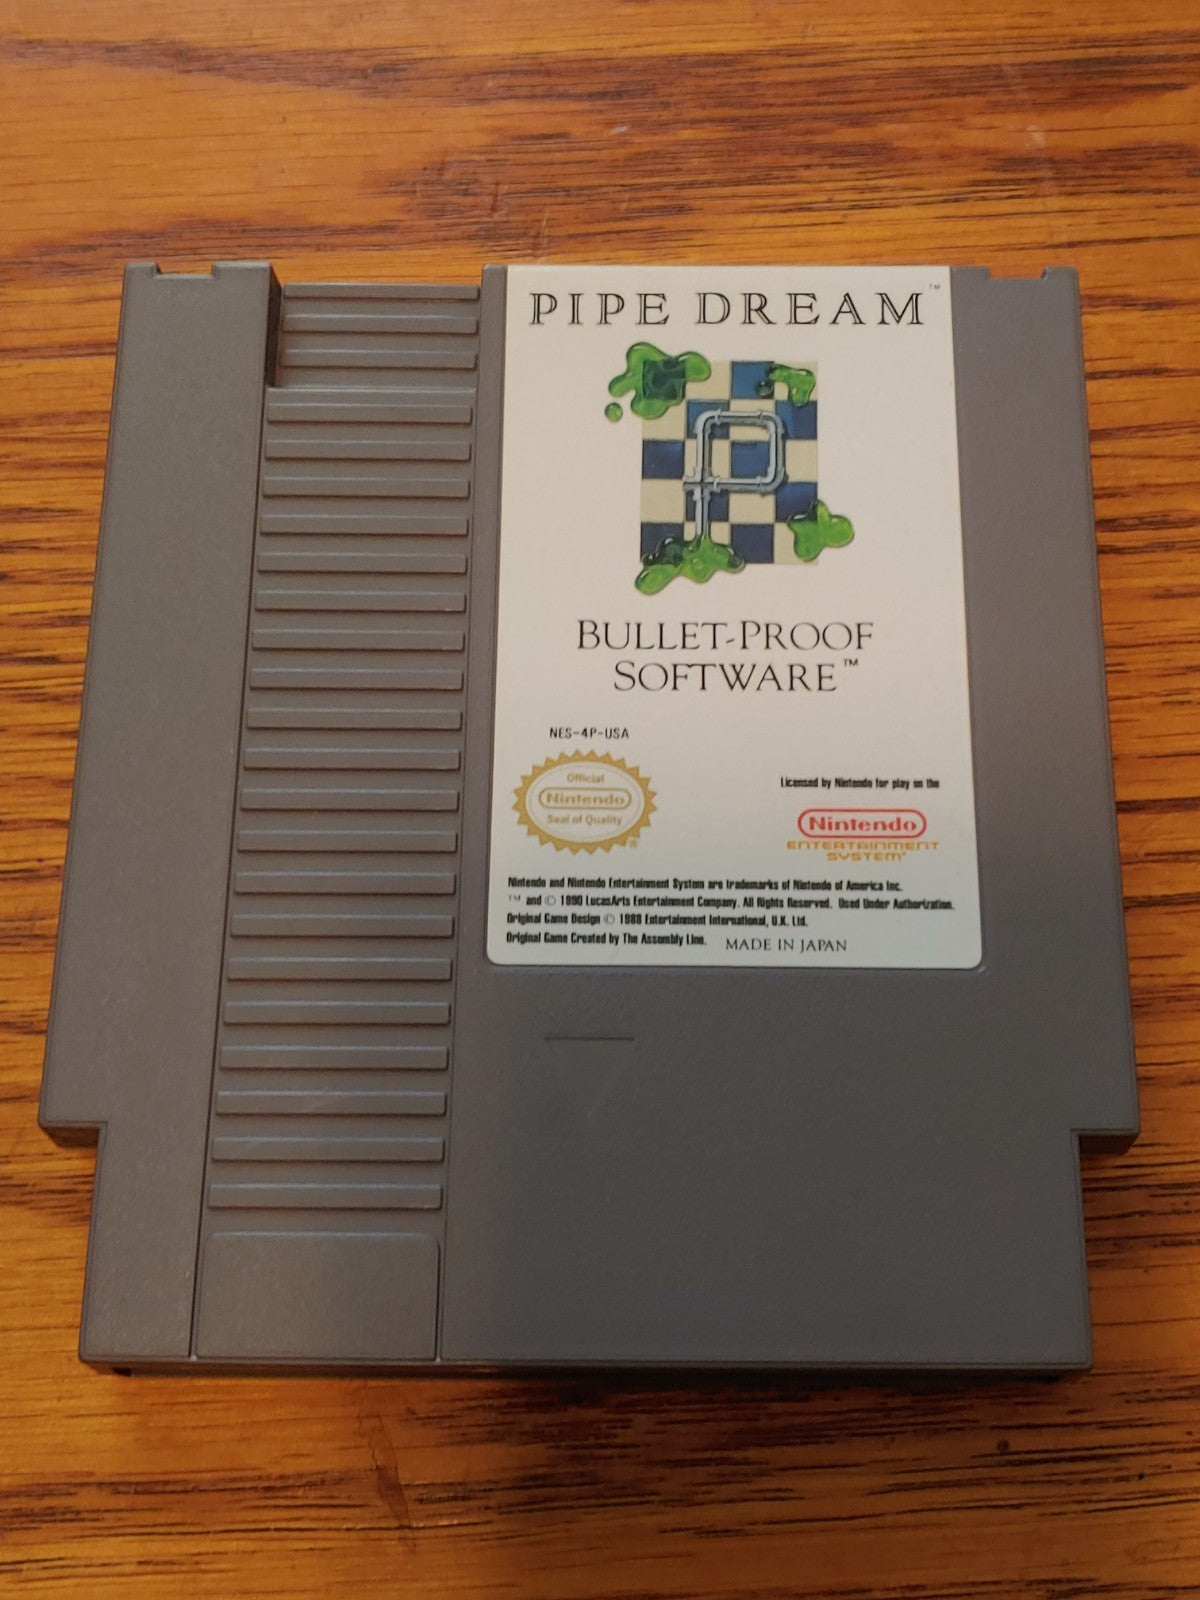 PIPE DREAM™
BULLET-PROOF
SOFTWARE™
NES-4P-USA
Official
Nintendo
Seal of Quality
®
Licensed by Nintendo for play on the
Nintendo
ENTERTAINMENT
SYSTEM®
Nintendo and Nintendo Entertainment System are trademarks of Nintendo of America Inc.
™ and © 1990 LucasArts Entertainment Company. All Rights Reserved. Used Under Authorization.
Original Game Design © 1989 Entertainment International, U.K. Ltd.
Original Game Created by The Assembly Line. MADE IN JAPAN